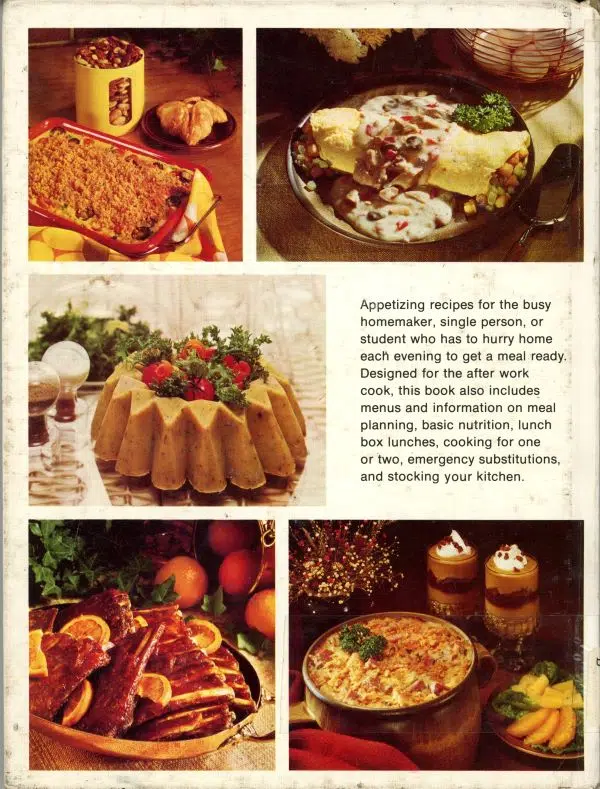 Appetizing recipes for the busy
homemaker, single person, or
student who has to hurry home
each evening to get a meal ready.
Designed for the after work
cook, this book also includes
menus and information on meal
planning, basic nutrition, lunch
box lunches, cooking for one
or two, emergency substitutions,
and stocking your kitchen.